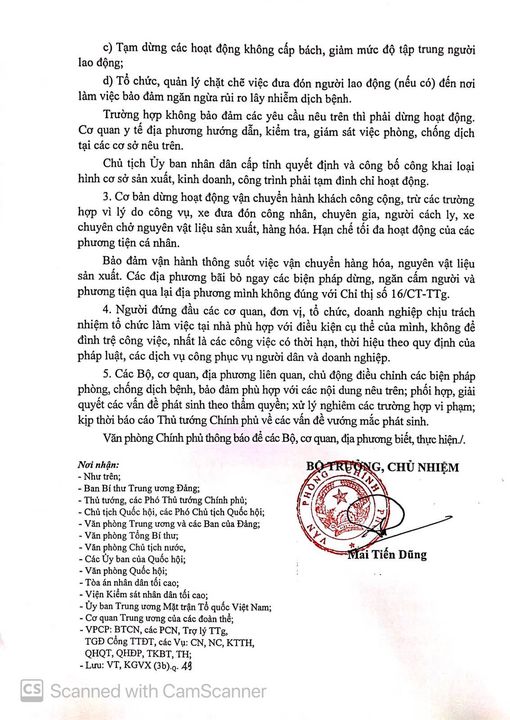 c) Tạm dừng các hoạt động không cấp bách, giảm mức độ tập trung người
lao động;
d) Tổ chức, quản lý chặt chẽ việc đưa đón người lao động (nếu có) đến nơi
làm việc bảo đảm ngăn ngừa rủi ro lây nhiễm dịch bệnh.
Trường hợp không bảo đảm các yêu cầu nêu trên thì phải dừng hoạt động.
Cơ quan y tế địa phương hướng dẫn, kiểm tra, giám sát việc phòng, chống dịch
tại các cơ sở nêu trên.
Chủ tịch Ủy ban nhân dân cấp tỉnh quyết định và công bố công khai loại
hình cơ sở sản xuất, kinh doanh, công trình phải tạm đình chỉ hoạt động.
3. Cơ bản dừng hoạt động vận chuyển hành khách công cộng, trừ các trường
hợp vì lý do công vụ, xe đưa đón công nhân, chuyên gia, người cách ly, xe
chuyên chở nguyên vật liệu sản xuất, hàng hóa. Hạn chế tối đa hoạt động của các
phương tiện cá nhân.
Bảo đảm vận hành thông suốt việc vận chuyển hàng hóa, nguyên vật liệu
sản xuất. Các địa phương bãi bỏ ngay các biện pháp dừng, ngăn cấm người và
phương tiện qua lại địa phương mình không đúng với Chỉ thị số 16/CT-TTg.
4. Người đứng đầu các cơ quan, đơn vị, tổ chức, doanh nghiệp chịu trách
nhiệm tổ chức làm việc tại nhà phù hợp với điều kiện cụ thể của mình, không để
đình trệ công việc, nhất là các công việc có thời hạn, thời hiệu theo quy định của
pháp luật, các dịch vụ công phục vụ người dân và doanh nghiệp.
5. Các Bộ, cơ quan, địa phương liên quan, chủ động điều chỉnh các biện pháp
phòng, chống dịch bệnh, bảo đảm phù hợp với các nội dung nêu trên; phối hợp, giải
quyết các vấn đề phát sinh theo thẩm quyền; xử lý nghiêm các trường hợp vi phạm;
kịp thời báo cáo Thủ tướng Chính phủ về các vấn đề vướng mắc phát sinh.
Văn phòng Chính phủ thông báo để các Bộ, cơ quan, địa phương biết, thực hiện./.
Nơi nhận:
- Như trên;
- Ban Bí thư Trung ương Đảng;
- Thủ tướng, các Phó Thủ tướng Chính phủ;
- Chủ tịch Quốc hội, các Phó Chủ tịch Quốc hội;
- Văn phòng Trung ương và các Ban của Đảng;
- Văn phòng Tổng Bí thư;
- Văn phòng Chủ tịch nước,
- Các Ủy ban của Quốc hội;
- Văn phòng Quốc hội;
- Tòa án nhân dân tối cao;
- Viện Kiểm sát nhân dân tối cao;
- Ủy ban Trung ương Mặt trận Tổ quốc Việt Nam;
- Cơ quan Trung ương của các đoàn thể;
- VPCP: BTCN, các PCN, Trợ lý TTg,
TGĐ Cổng TTĐT, các Vụ: CN, NC, KTTH,
QHQT, QHĐP, TKBT, TH;
- Lưu: VT, KGVX (3b).Q.
BỘ TRƯỞNG, CHỦ NHIỆM
VĂN PHÒNG CHÍNH PHỦ
Mai Tiến Dũng
CS Scanned with CamScanner